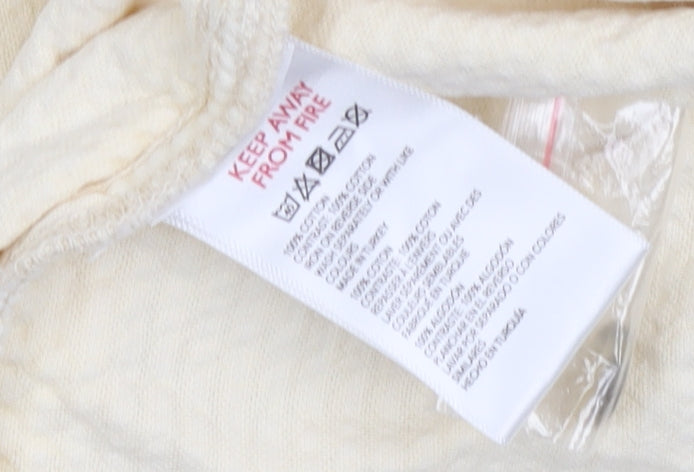 KEEP AWAY
FROM FIRE
40
100% COTTON
CONTRAST: 100% COTTON
IRON ON REVERSE SIDE
WASH SEPARATELY OR WITH LIKE
COLOURS
MADE IN TURKEY
100% COTON
CONTRASTE: 100% COTON
REPASSER À L'ENVERS
LAVER SÉPARÉMENT OU AVEC DES
COULEURS SEMBLABLES
FABRIQUÉ EN TURQUIE
100% ALGODÓN
CONTRASTE: 100% ALGODÓN
PLANCHAR EN EL REVERSO
LAVAR POR SEPARADO O CON COLORES
SIMILARES
HECHO EN TURQUÍA